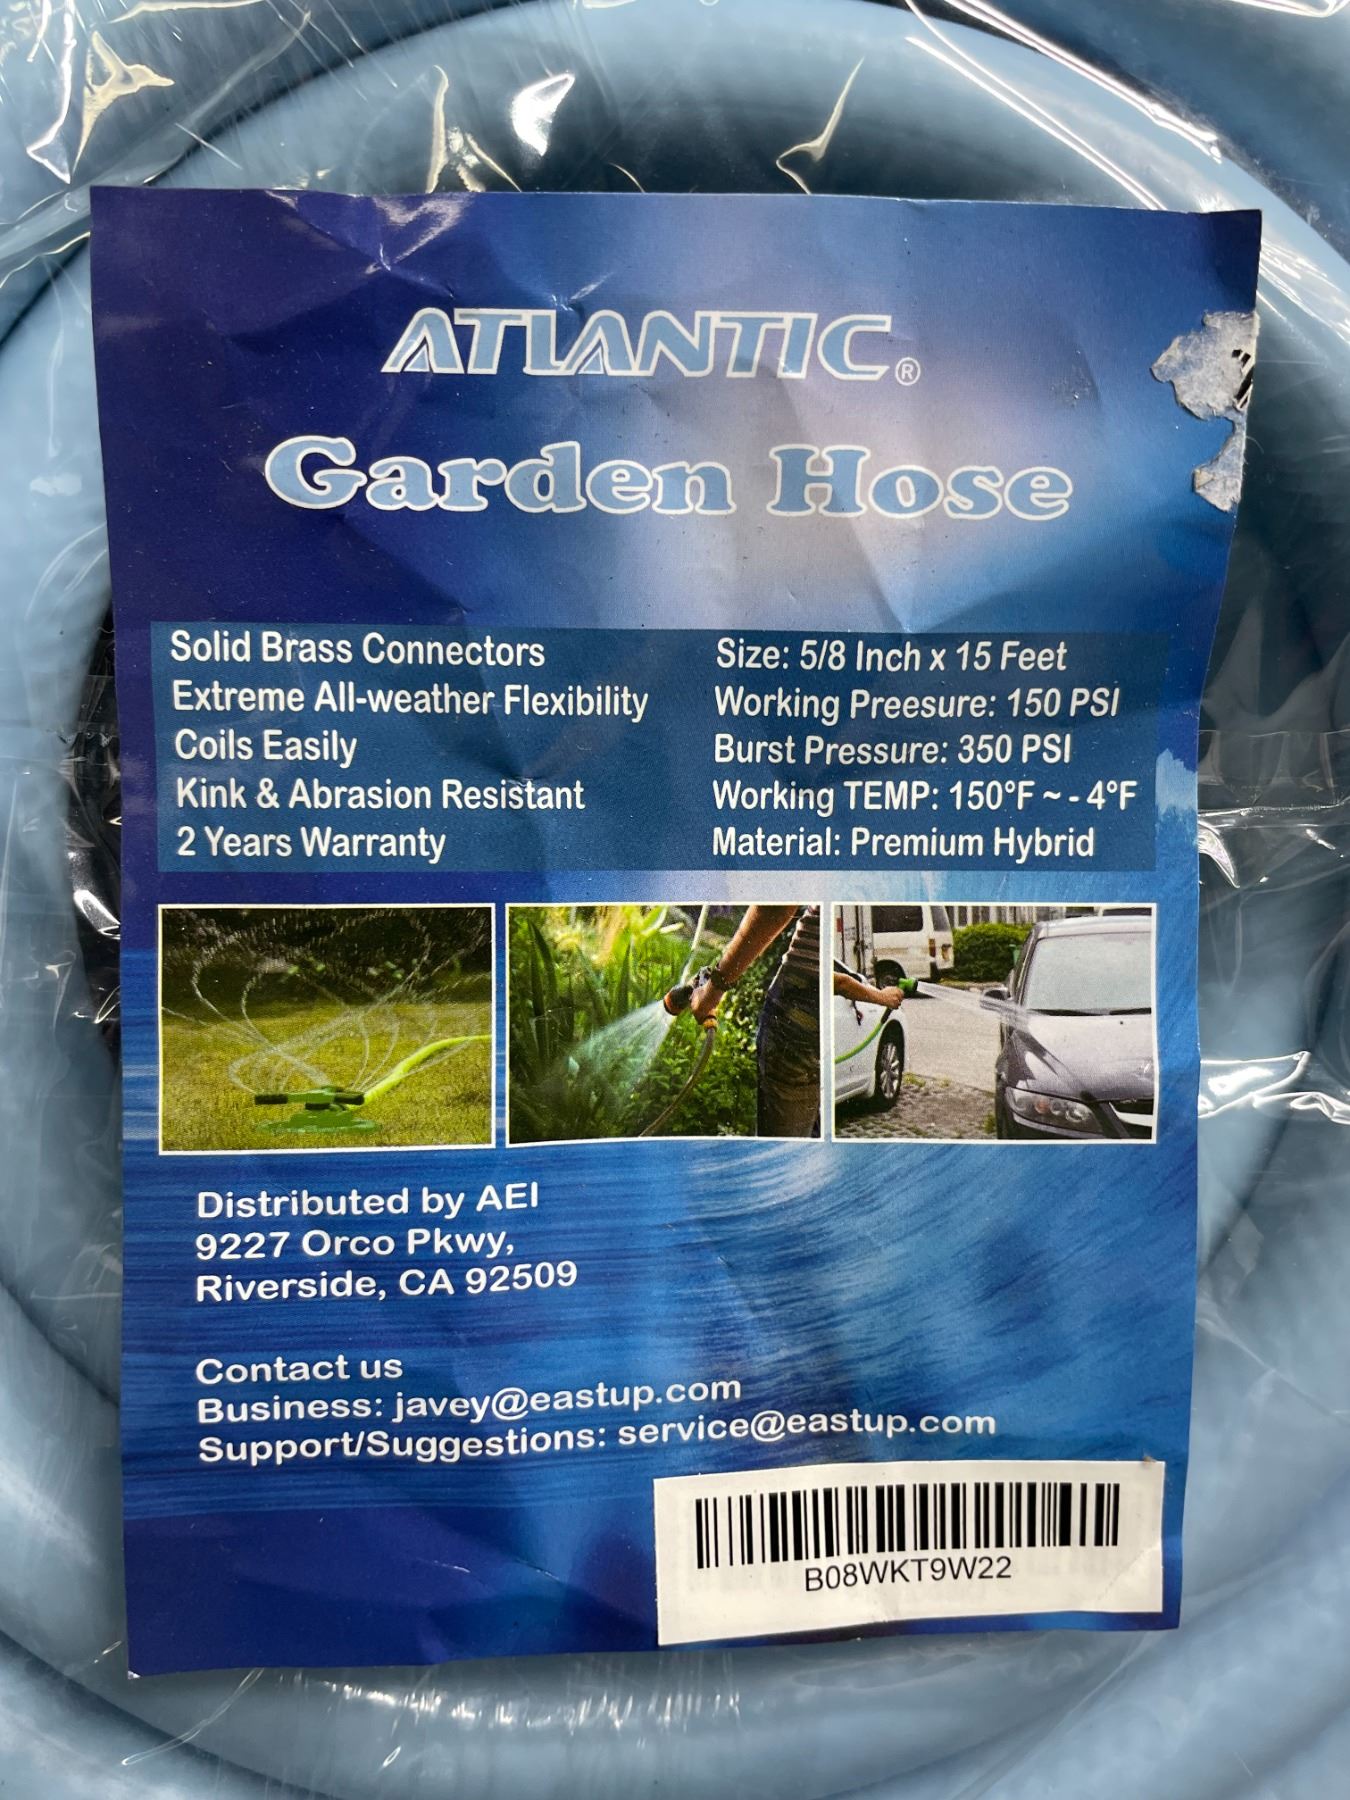 ATLANTIC®
Garden Hose
Solid Brass Connectors
Extreme All-weather Flexibility
Coils Easily
Kink & Abrasion Resistant
2 Years Warranty
Size: 5/8 Inch x 15 Feet
Working Preesure: 150 PSI
Burst Pressure: 350 PSI
Working TEMP: 150°F ~ - 4°F
Material: Premium Hybrid
Distributed by AEI
9227 Orco Pkwy,
Riverside, CA 92509
Contact us
Business: javey@eastup.com
Support/Suggestions: service@eastup.com
B08WKT9W22